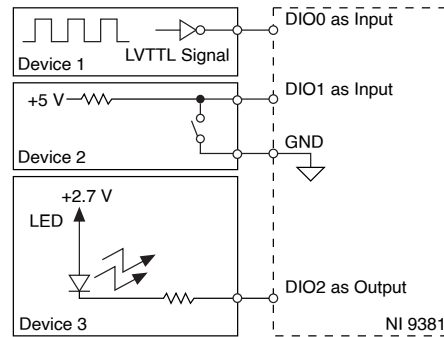 DIO0 as Input
LVTTL Signal
Device 1
+5 V
DIO1 as Input
GND
Device 2
+2.7 V
LED
DIO2 as Output
Device 3
NI 9381